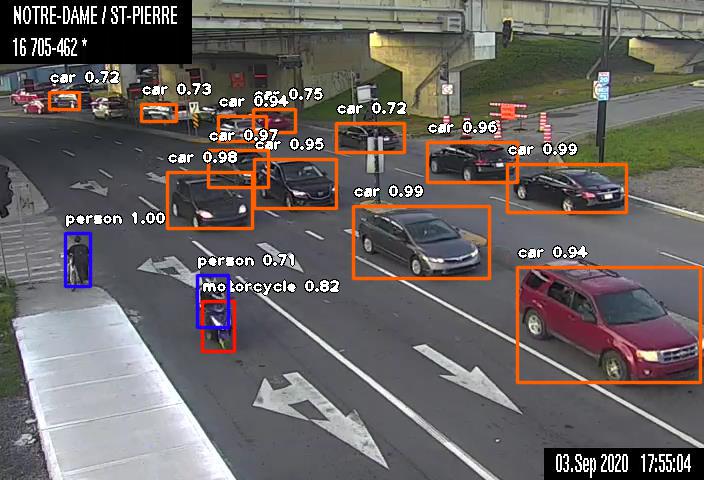 NOTRE-DAME / ST-PIERRE
16 705-462 *
car 0.72
car 0.73
car 0.94
car 0.75
car 0.72
car 0.97
car 0.95
car 0.96
car 0.98
car 0.99
car 0.99
person 1.00
car 0.94
person 0.71
motorcycle 0.82
03.Sep 2020 17:55:04